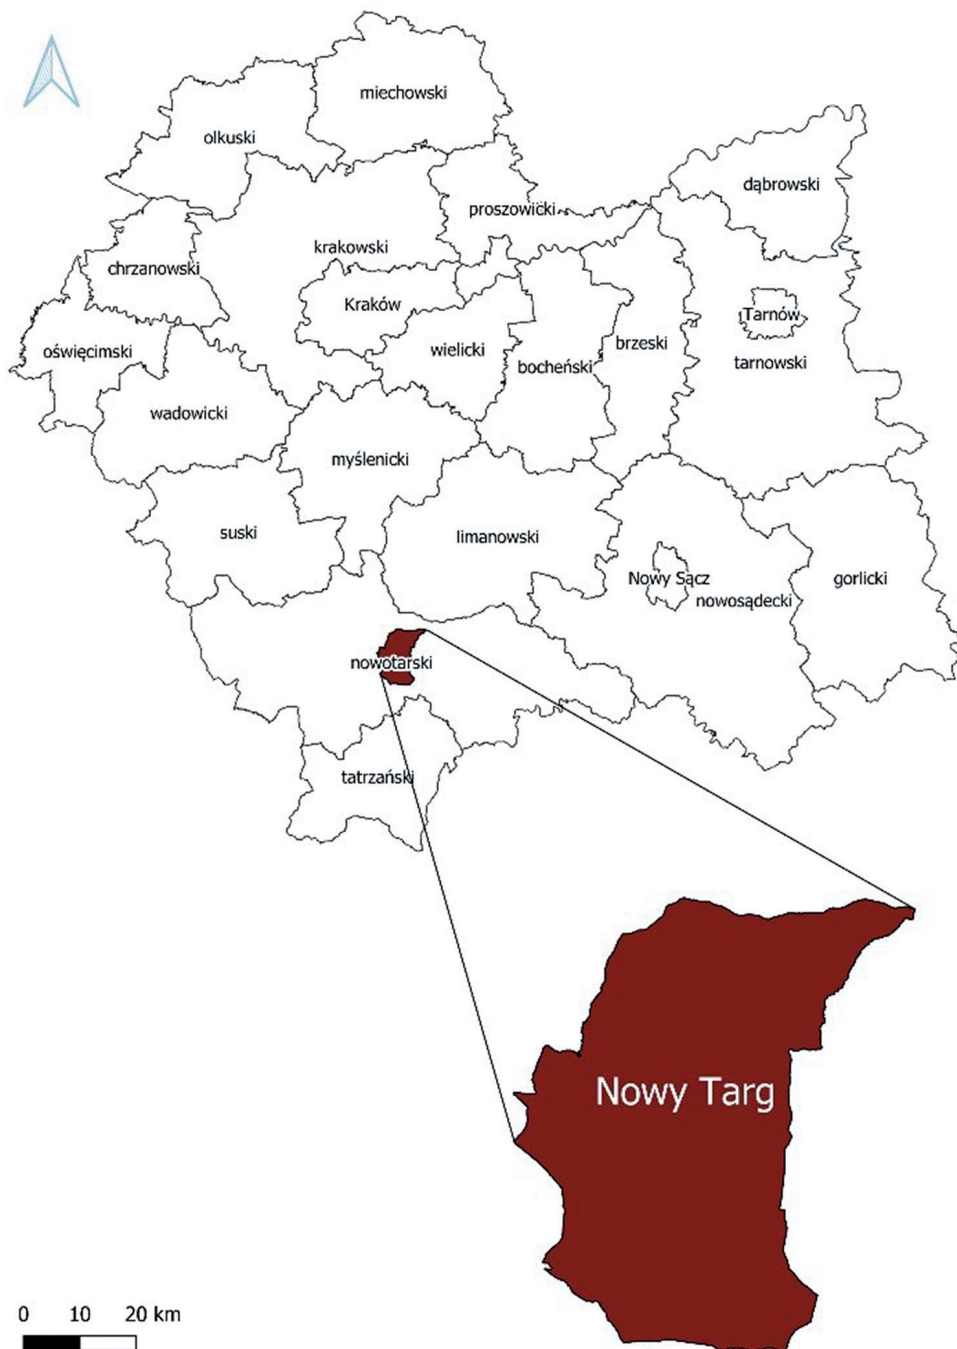 miechowski
olkuski
dąbrowski
proszowicki
krakowski
chrzanowski
Kraków
Tarnów
oświęcimski
wielicki
brzeski
bocheński
tarnowski
wadowicki
myślenicki
suski
limanowski
Nowy Sącz
gorlicki
nowosądecki
nowotarski
tatrzański
Nowy Targ
0 10 20 km